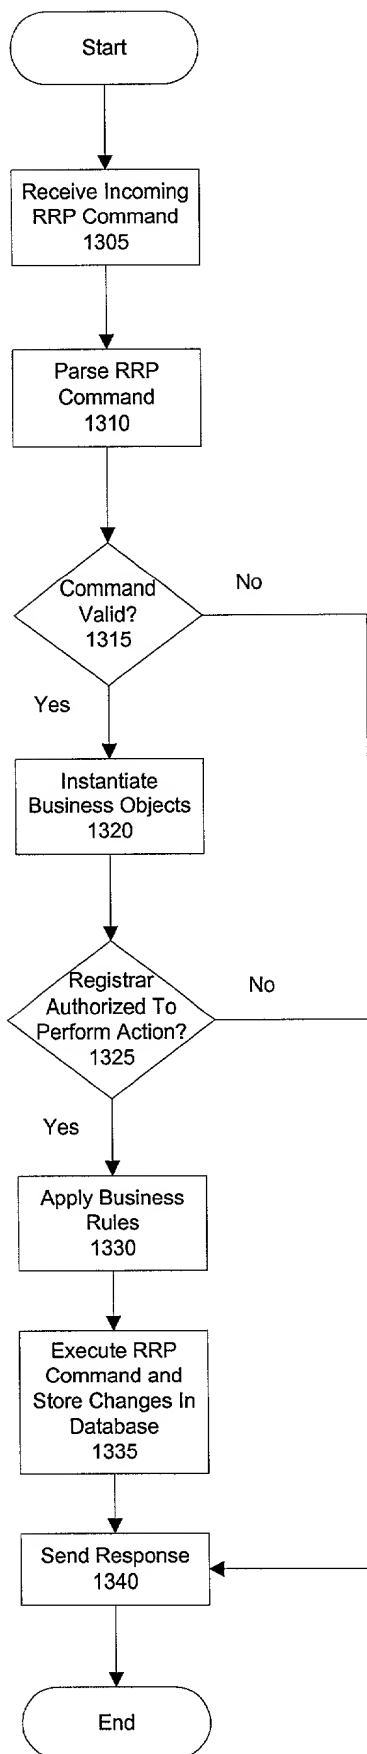 Start
Receive Incoming
RRP Command
1305
Parse RRP
Command
1310
Command
Valid?
1315
No
Yes
Instantiate
Business Objects
1320
Registrar
Authorized To
Perform Action?
1325
No
Yes
Apply Business
Rules
1330
Execute RRP
Command and
Store Changes In
Database
1335
Send Response
1340
End